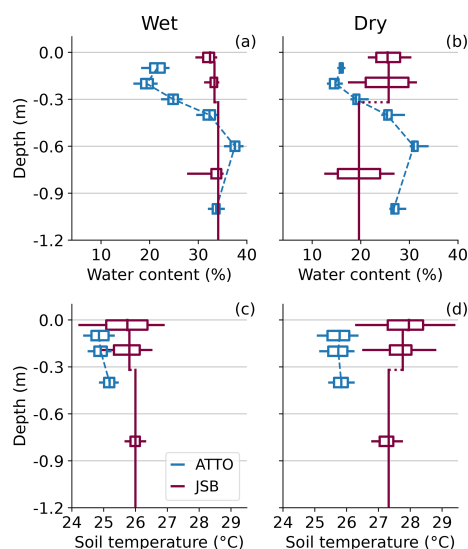 Wet Dry
(a) (b)
0.0
-0.3
-0.6
-0.9
-1.2
Depth (m)
10 20 30 40 10 20 30 40
Water content (%) Water content (%)
(c) (d)
0.0
-0.3
-0.6
-0.9
-1.2
Depth (m)
ATTO
JSB
24 25 26 27 28 29 24 25 26 27 28 29
Soil temperature (°C) Soil temperature (°C)